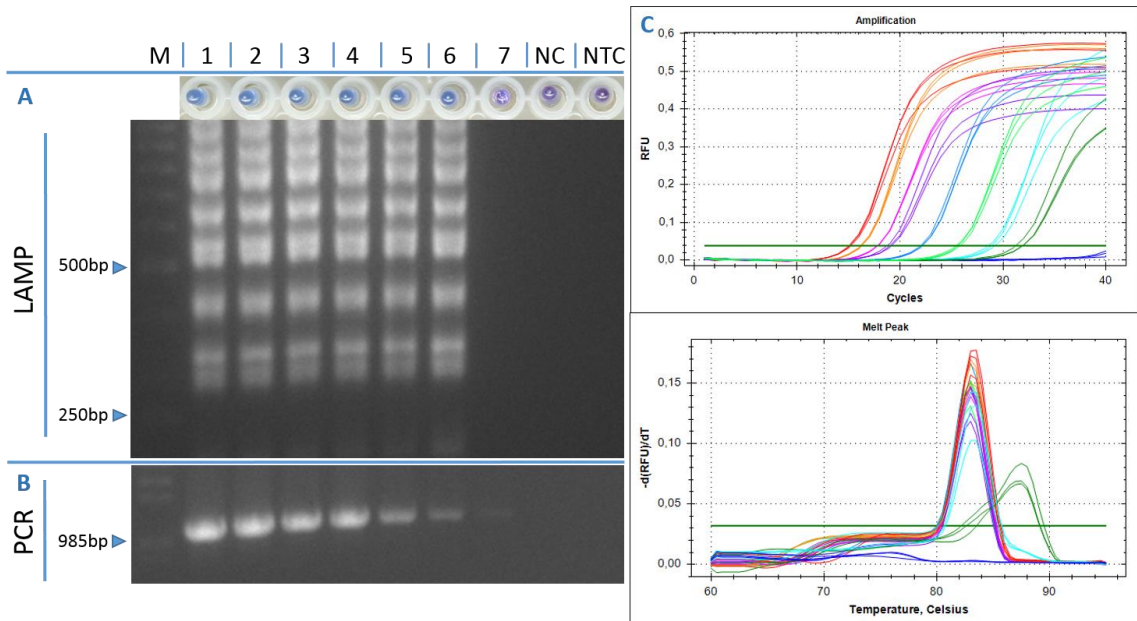 M | 1 | 2 | 3 | 4 | 5 | 6 | 7 | NC | NTC
A
LAMP
500bp
250bp
B
PCR
985bp
C
Amplification
0,6
0,5
0,4
0,3
0,2
0,1
0,0
RFU
0 10 20 30 40
Cycles
Melt Peak
0,15
0,10
0,05
0,00
-d(RFU)/dT
60 70 80 90
Temperature, Celsius